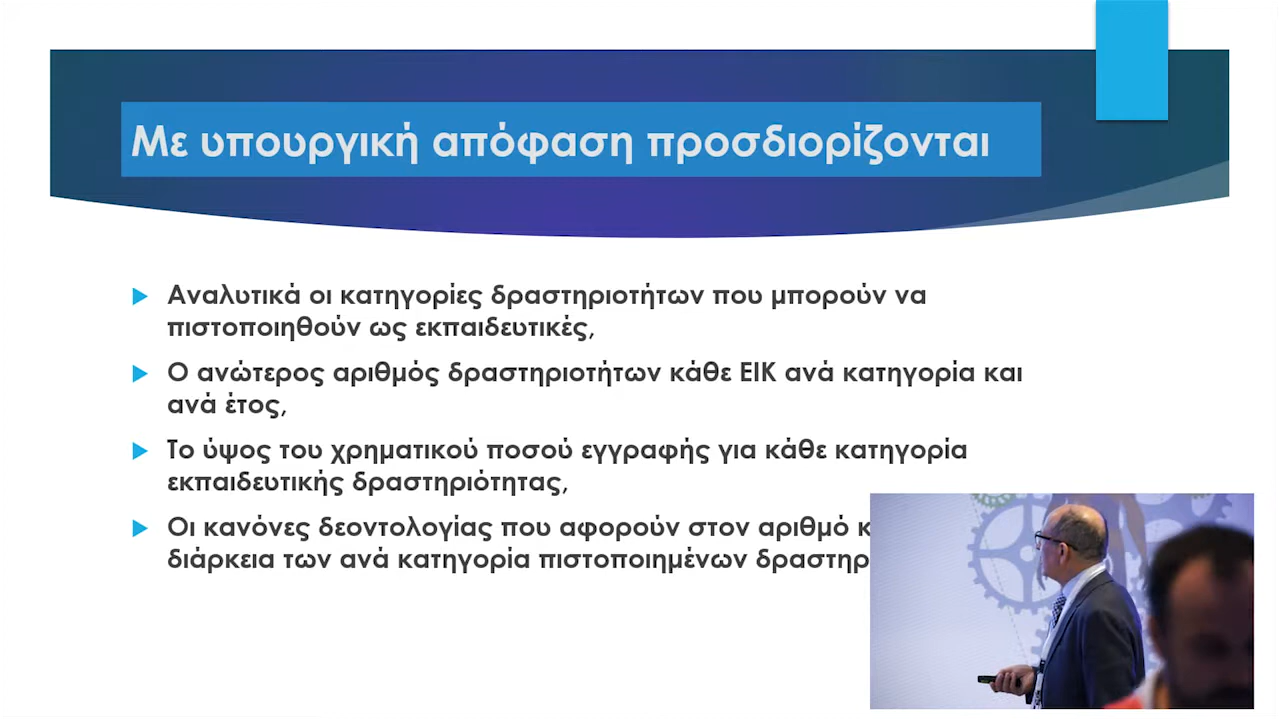 Με υπουργική απόφαση προσδιορίζονται
Αναλυτικά οι κατηγορίες δραστηριοτήτων που μπορούν να
πιστοποιηθούν ως εκπαιδευτικές,
Ο ανώτερος αριθμός δραστηριοτήτων κάθε ΕΙΚ ανά κατηγορία και
ανά έτος,
Το ύψος του χρηματικού ποσού εγγραφής για κάθε κατηγορία
εκπαιδευτικής δραστηριότητας,
Οι κανόνες δεοντολογίας που αφορούν στον αριθμό
διάρκεια των ανά κατηγορία πιστοποιημένων